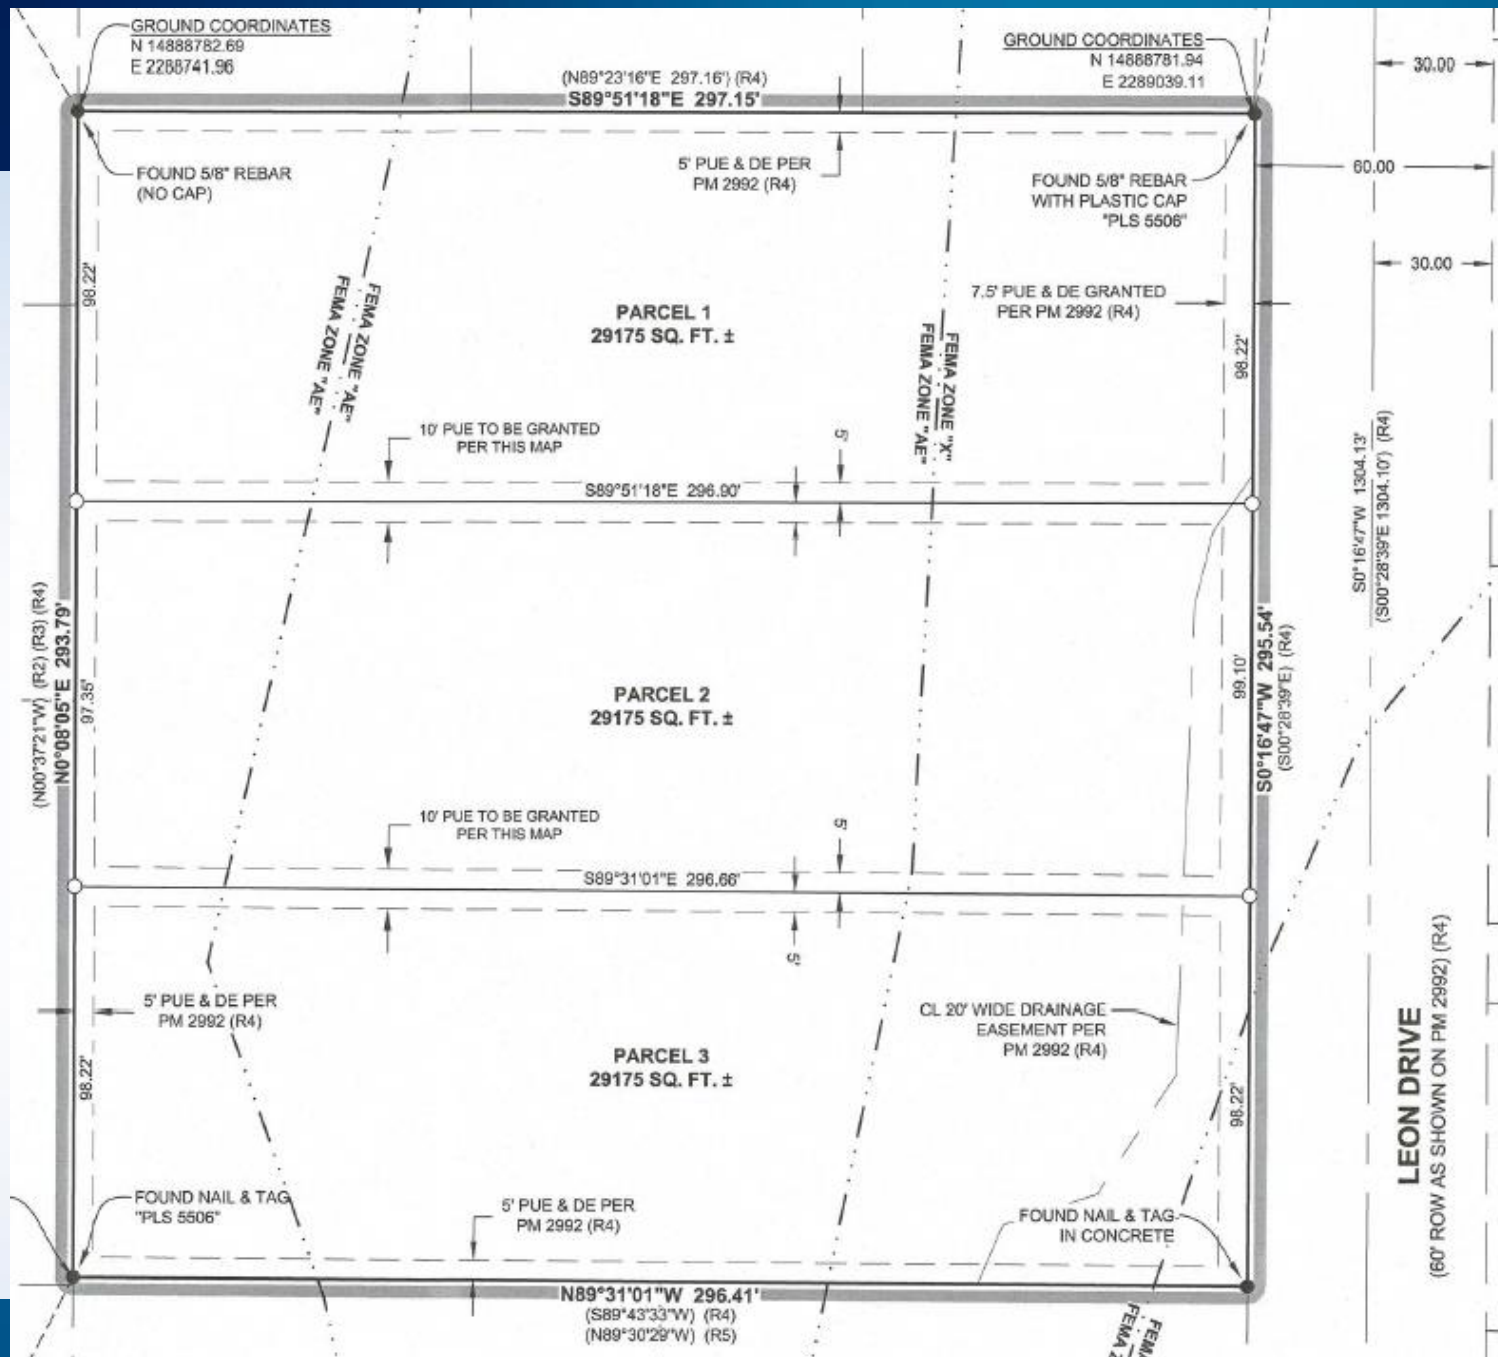 GROUND COORDINATES
N 14888782.69
E 2288741.96
GROUND COORDINATES
N 14888781.94
E 2289039.11
30.00
(N89°23'16"E 297.16') (R4)
S89°51'18"E 297.15'
FOUND 5/8" REBAR
(NO CAP)
5' PUE & DE PER
PM 2992 (R4)
FOUND 5/8" REBAR
WITH PLASTIC CAP
"PLS 5506"
60.00
30.00
98.22'
FEMA ZONE "AE"
FEMA ZONE "AE"
PARCEL 1
29175 SQ. FT. ±
7.5' PUE & DE GRANTED
PER PM 2992 (R4)
FEMA ZONE "X"
FEMA ZONE "AE"
98.22'
10' PUE TO BE GRANTED
PER THIS MAP
5'
S89°51'18"E 296.90'
S0°16'47"W 1304.13'
(S00°28'39"E 1304.10') (R4)
(N00°37'21"W) (R2) (R3) (R4)
N0°08'05"E 293.79'
97.35'
PARCEL 2
29175 SQ. FT. ±
99.10'
S0°16'47"W 295.54'
(S00°28'39"E) (R4)
10' PUE TO BE GRANTED
PER THIS MAP
5'
S89°31'01"E 296.66'
5'
5' PUE & DE PER
PM 2992 (R4)
CL 20' WIDE DRAINAGE
EASEMENT PER
PM 2992 (R4)
98.22'
PARCEL 3
29175 SQ. FT. ±
98.22'
LEON DRIVE
(60' ROW AS SHOWN ON PM 2992) (R4)
FOUND NAIL & TAG
"PLS 5506"
5' PUE & DE PER
PM 2992 (R4)
FOUND NAIL & TAG
IN CONCRETE
N89°31'01"W 296.41'
(S89°43'33"W) (R4)
(N89°30'29"W) (R5)